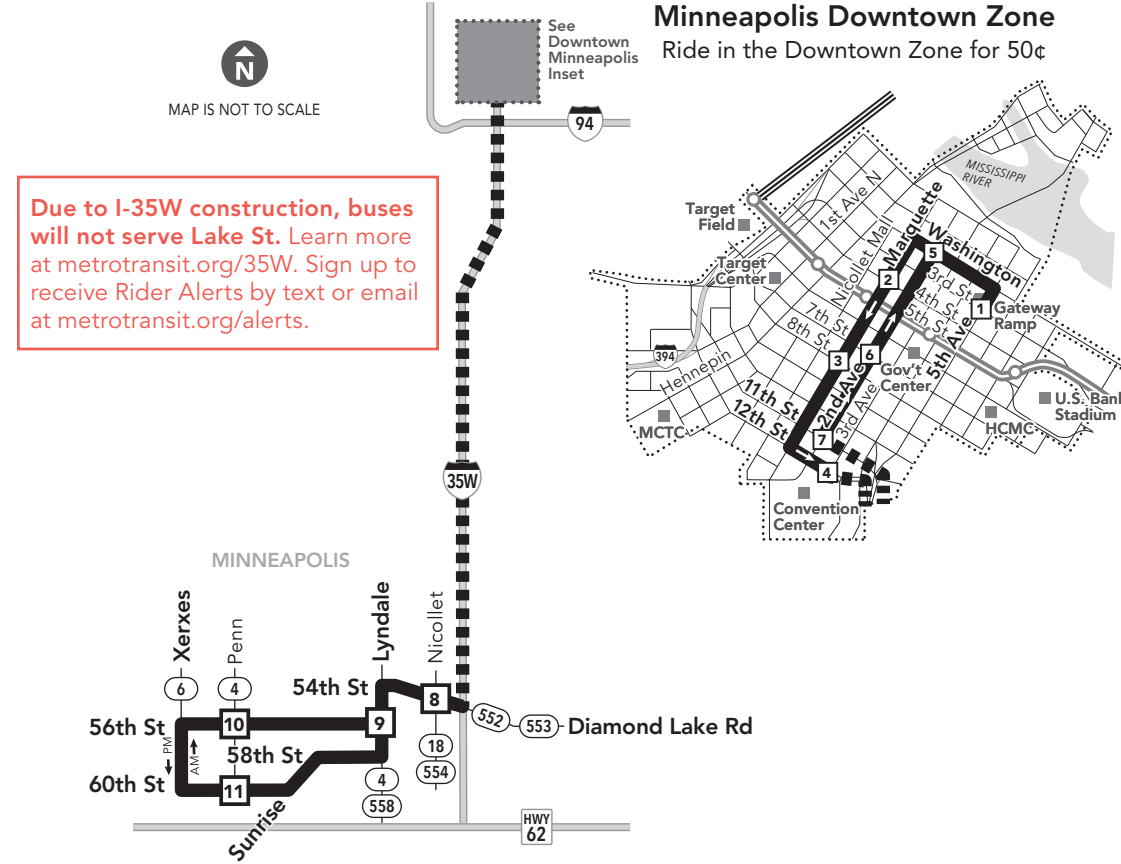 See
Downtown
Minneapolis
Inset
Minneapolis Downtown Zone
Ride in the Downtown Zone for 50¢
N
MAP IS NOT TO SCALE
94
Due to I-35W construction, buses
will not serve Lake St. Learn more
at metrotransit.org/35W. Sign up to
receive Rider Alerts by text or email
at metrotransit.org/alerts.
MISSISSIPPI
RIVER
Target
Field
1st Ave N
Nicollet Mall
Marquette
Washington
Target
Center
2
5
3rd St
4th St
5th St
1
Gateway
Ramp
7th St
8th St
394
Hennepin
3
6
2nd Ave
3rd Ave
5th Ave
Gov't
Center
U.S. Bank
Stadium
11th St
12th St
MCTC
HCMC
7
4
Convention
Center
35W
MINNEAPOLIS
Xerxes
Penn
Lyndale
Nicollet
6
4
54th St
8
552
553
Diamond Lake Rd
56th St
10
9
PM
AM
58th St
18
554
60th St
11
4
558
Sunrise
HWY
62